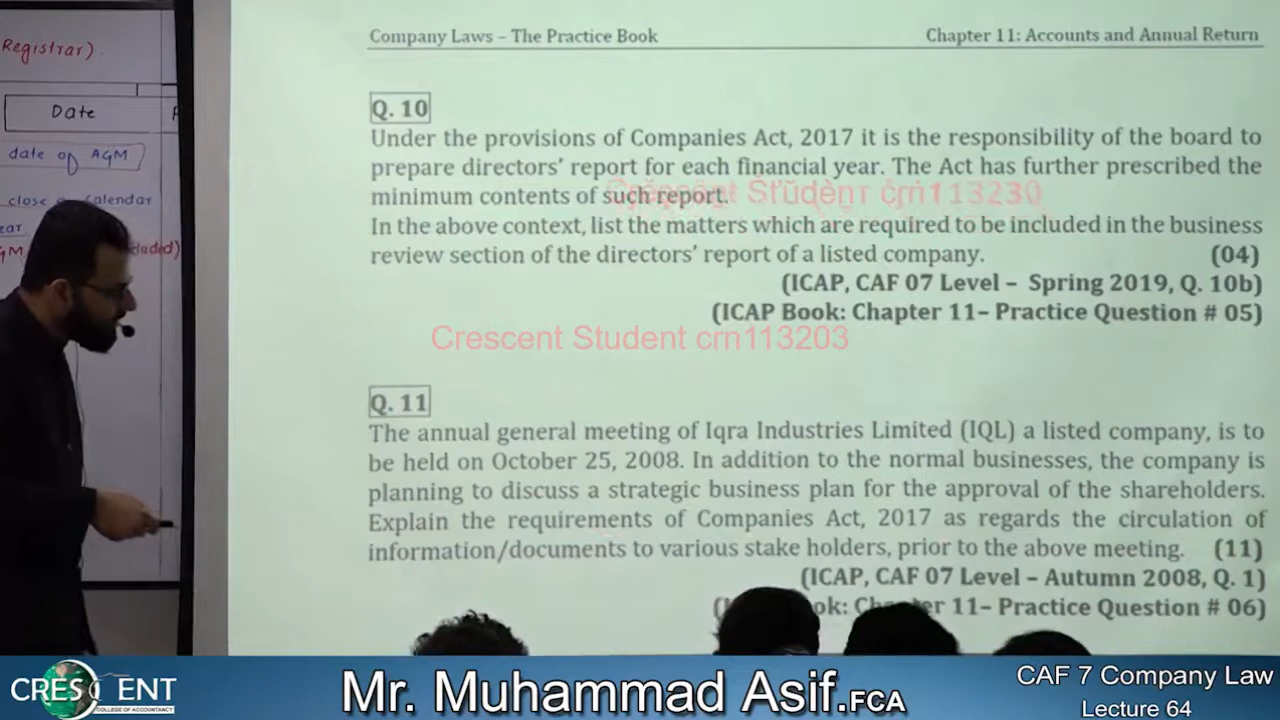 Registrar).
Date
date of AGM
close Calendar
Company Laws – The Practice Book
Chapter 11: Accounts and Annual Return
Q. 10
Under the provisions of Companies Act, 2017 it is the responsibility of the board to
prepare directors' report for each financial year. The Act has further prescribed the
minimum contents of such report.
In the above context, list the matters which are required to be included in the business
review section of the directors' report of a listed company. (04)
(ICAP, CAF 07 Level – Spring 2019, Q. 10b)
(ICAP Book: Chapter 11– Practice Question # 05)
Crescent Student crn113203
Q. 11
The annual general meeting of Iqra Industries Limited (IQL) a listed company, is to
be held on October 25, 2008. In addition to the normal businesses, the company is
planning to discuss a strategic business plan for the approval of the shareholders.
Explain the requirements of Companies Act, 2017 as regards the circulation of
information/documents to various stake holders, prior to the above meeting. (11)
(ICAP, CAF 07 Level – Autumn 2008, Q. 1)
11– Practice Question # 06)
CRESCENT
COLLEGE OF ACCOUNTANCY
Mr. Muhammad Asif.FCA
CAF 7 Company Law
Lecture 64